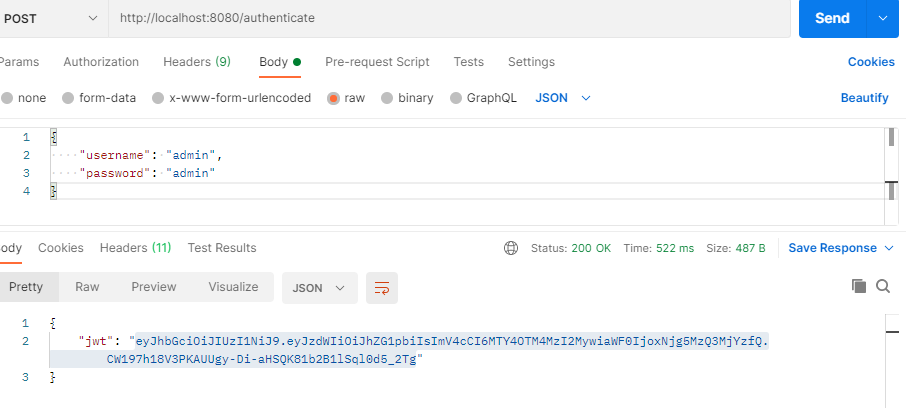 POST http://localhost:8080/authenticate Send
Params Authorization Headers (9) Body Pre-request Script Tests Settings Cookies
none form-data x-www-form-urlencoded raw binary GraphQL JSON Beautify
1 {
2 "username": "admin",
3 "password": "admin"
4 }
Body Cookies Headers (11) Test Results Status: 200 OK Time: 522 ms Size: 487 B Save Response
Pretty Raw Preview Visualize JSON
1 {
2 "jwt": "eyJhbGciOiJIUzI1NiJ9.eyJzdWIiOiJhZG1pbiIsImV4cCI6MTY4OTM4MzI2MywiaWF0IjoxNjg5MzQ3MjYzfQ.
CW197h18V3PKAUUgy-Di-aHSQK81b2B1lSql0d5_2Tg"
3 }